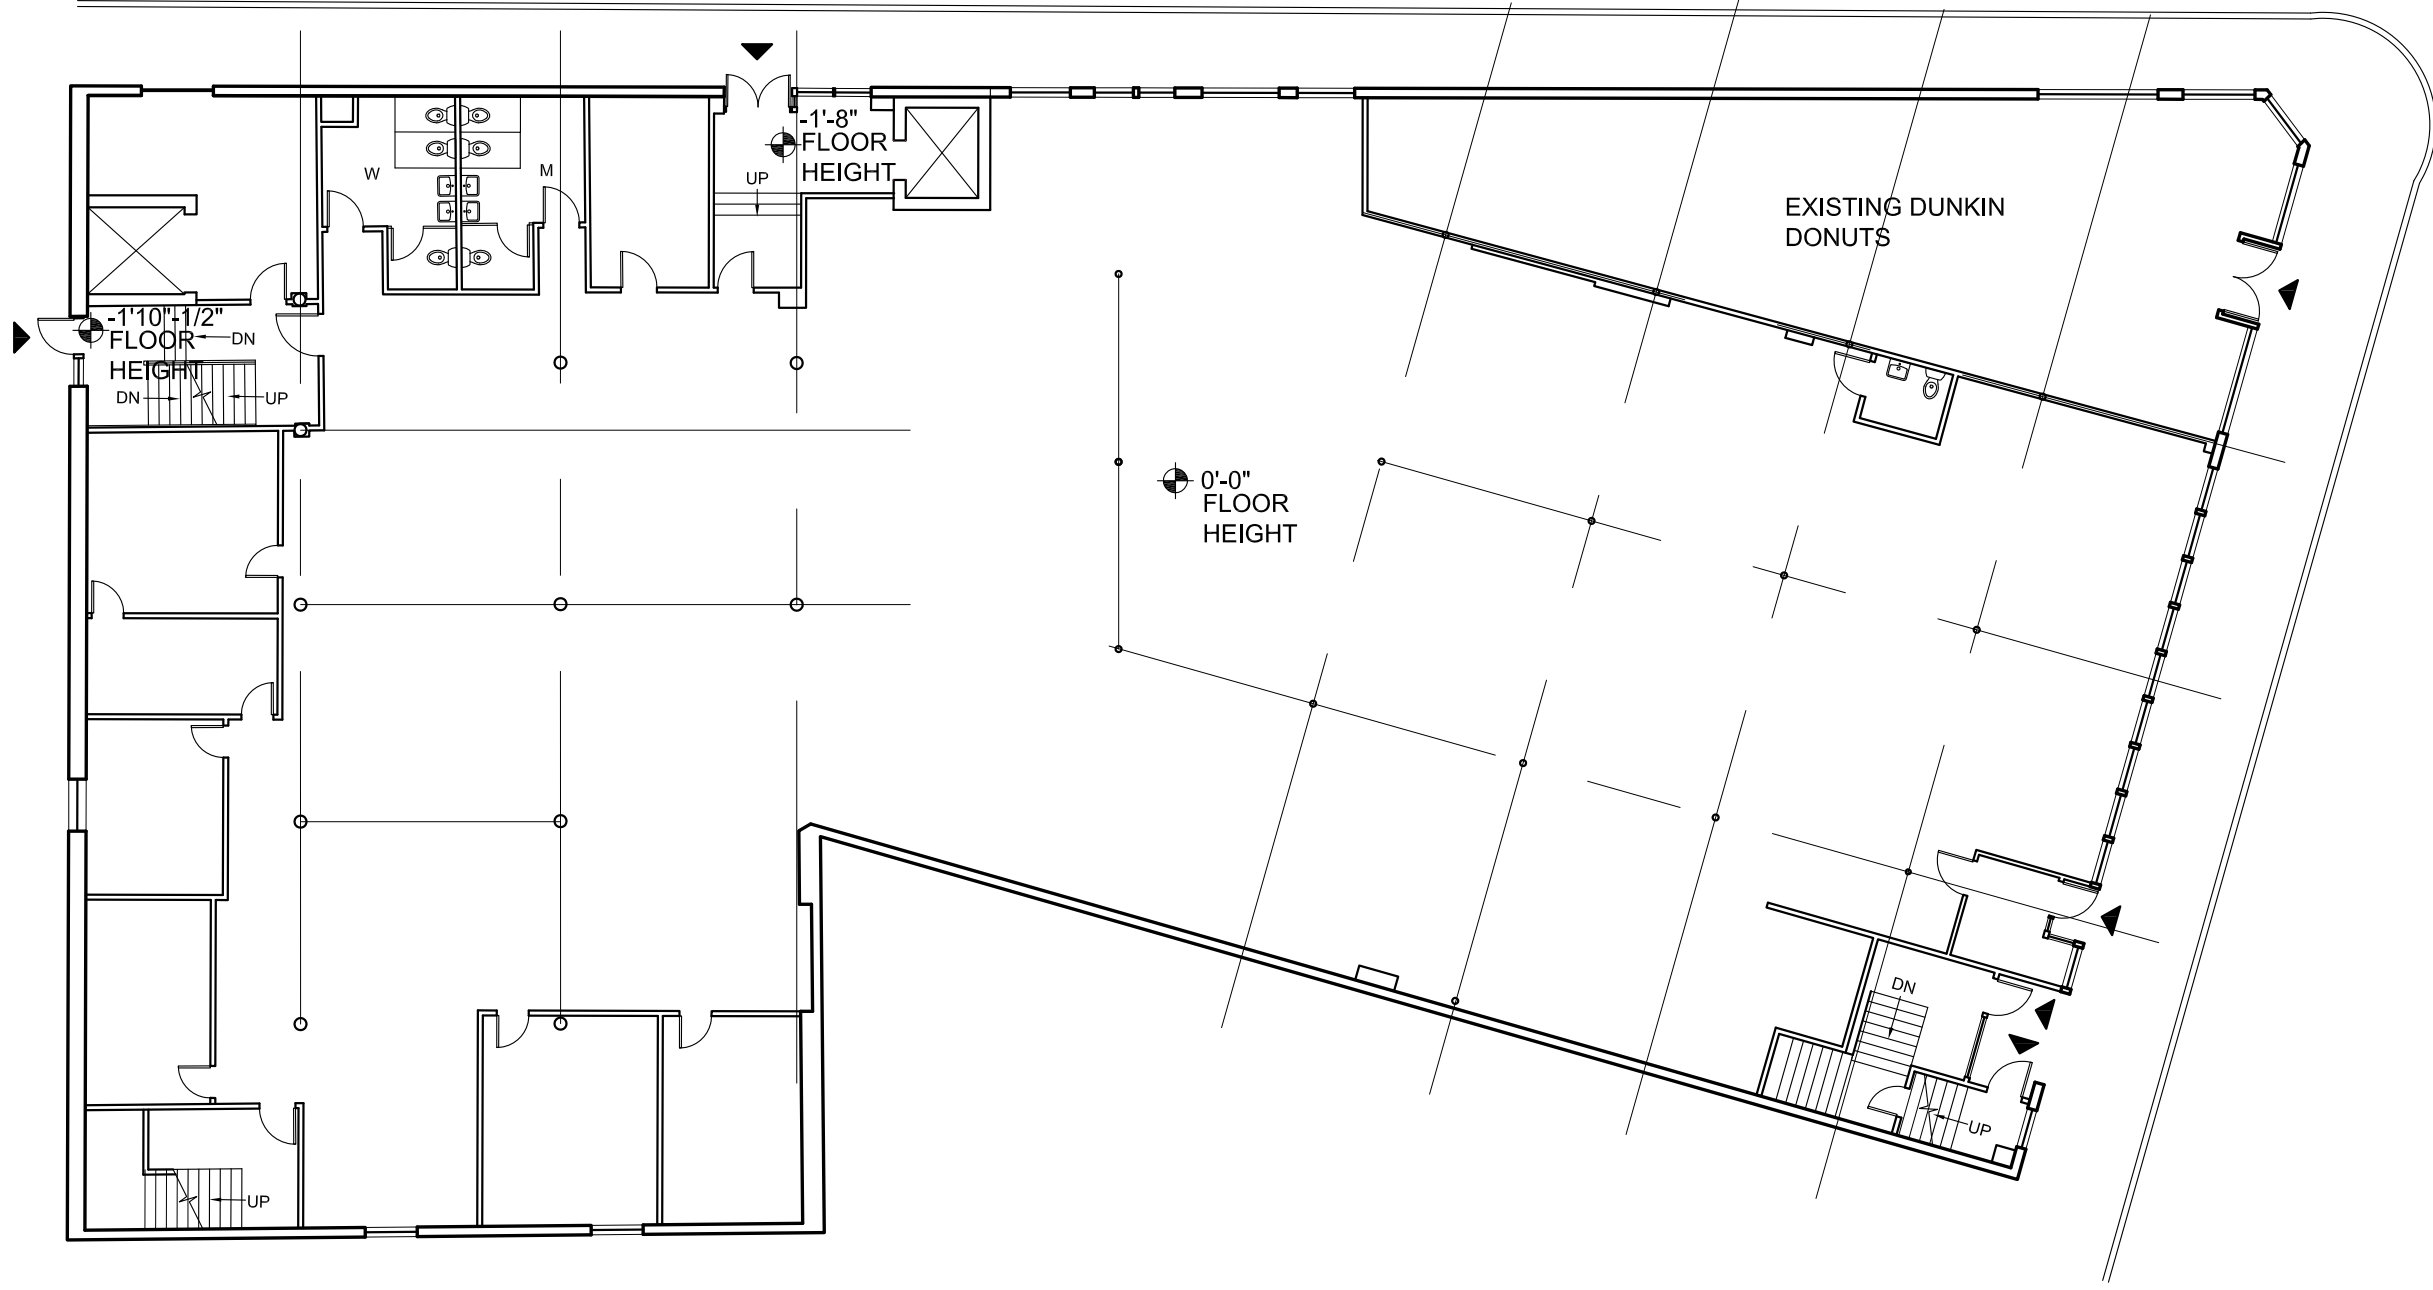 -1'-8"
FLOOR
HEIGHT
W
M
UP
EXISTING DUNKIN
DONUTS
-1'10"-1/2"
FLOOR
HEIGHT
DN
DN
UP
0'-0"
FLOOR
HEIGHT
DN
UP
UP